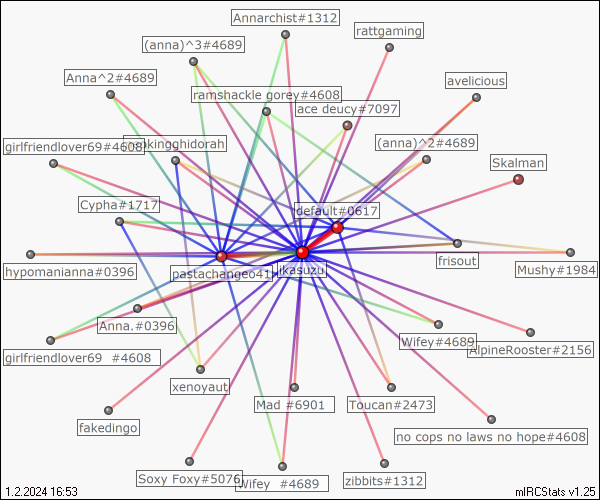 Annarchist#1312
rattgaming
(anna)^3#4689
Anna^2#4689
avelicious
ramshackle gorey#4608
ace deucy#7097
girlfriendlover69#4608
(anna)^2#4689
Skalman
Cypha#1717
default#0617
hypomanianna#0396
pastachangeo41
ikasuzu
frisout
Mushy#1984
Anna.#0396
Wifey#4689
AlpineRooster#2156
girlfriendlover69 #4608
xenoyaut
Mad #6901
Toucan#2473
fakedingo
no cops no laws no hope#4608
Soxy Foxy#5076
Wifey #4689
zibbits#1312
1.2.2024 16:53
mIRCStats v1.25